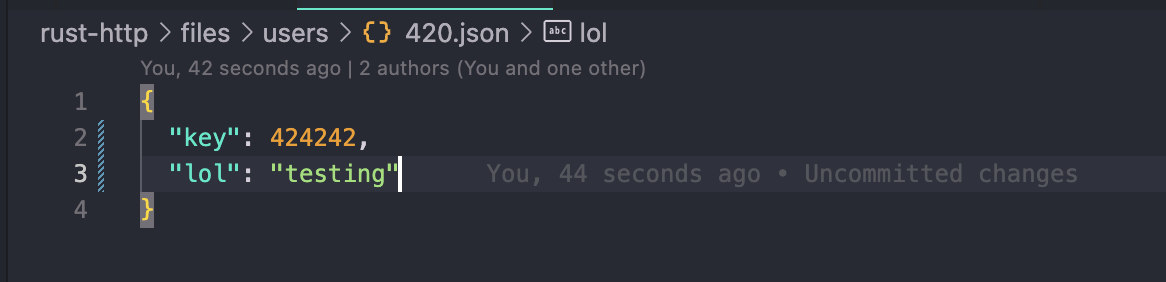 rust-http > files > users > {} 420.json > abc lol
You, 42 seconds ago | 2 authors (You and one other)
1 {
2 "key": 424242,
3 "lol": "testing" You, 44 seconds ago • Uncommitted changes
4 }